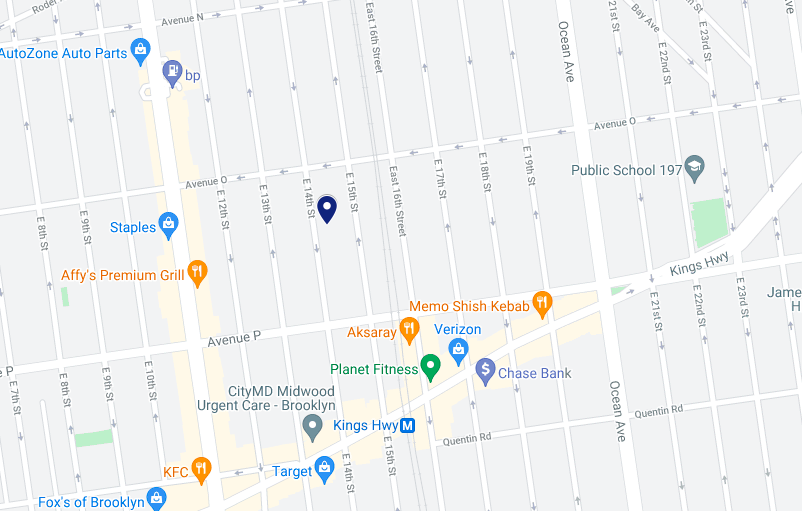 Roder
Avenue N
East 16th Street
Ocean Ave
21st St
Bay Ave
E 22nd St
E 23rd St
AutoZone Auto Parts
bp
Avenue O
Avenue O
Public School 197
E 8th St
E 9th St
E 12th St
E 13th St
E 14th St
E 15th St
East 16th Street
E 17th St
E 18th St
E 19th St
Staples
Affy's Premium Grill
Kings Hwy
Memo Shish Kebab
E 21st St
E 22nd St
E 23rd St
Jame
H
Avenue P
Aksaray
Verizon
P
Planet Fitness
Chase Bank
E 7th St
E 8th St
E 9th St
E 10th St
CityMD Midwood
Urgent Care - Brooklyn
Ocean Ave
Kings Hwy
M
Quentin Rd
Quentin Rd
KFC
Target
E 14th St
E 15th St
Fox's of Brooklyn